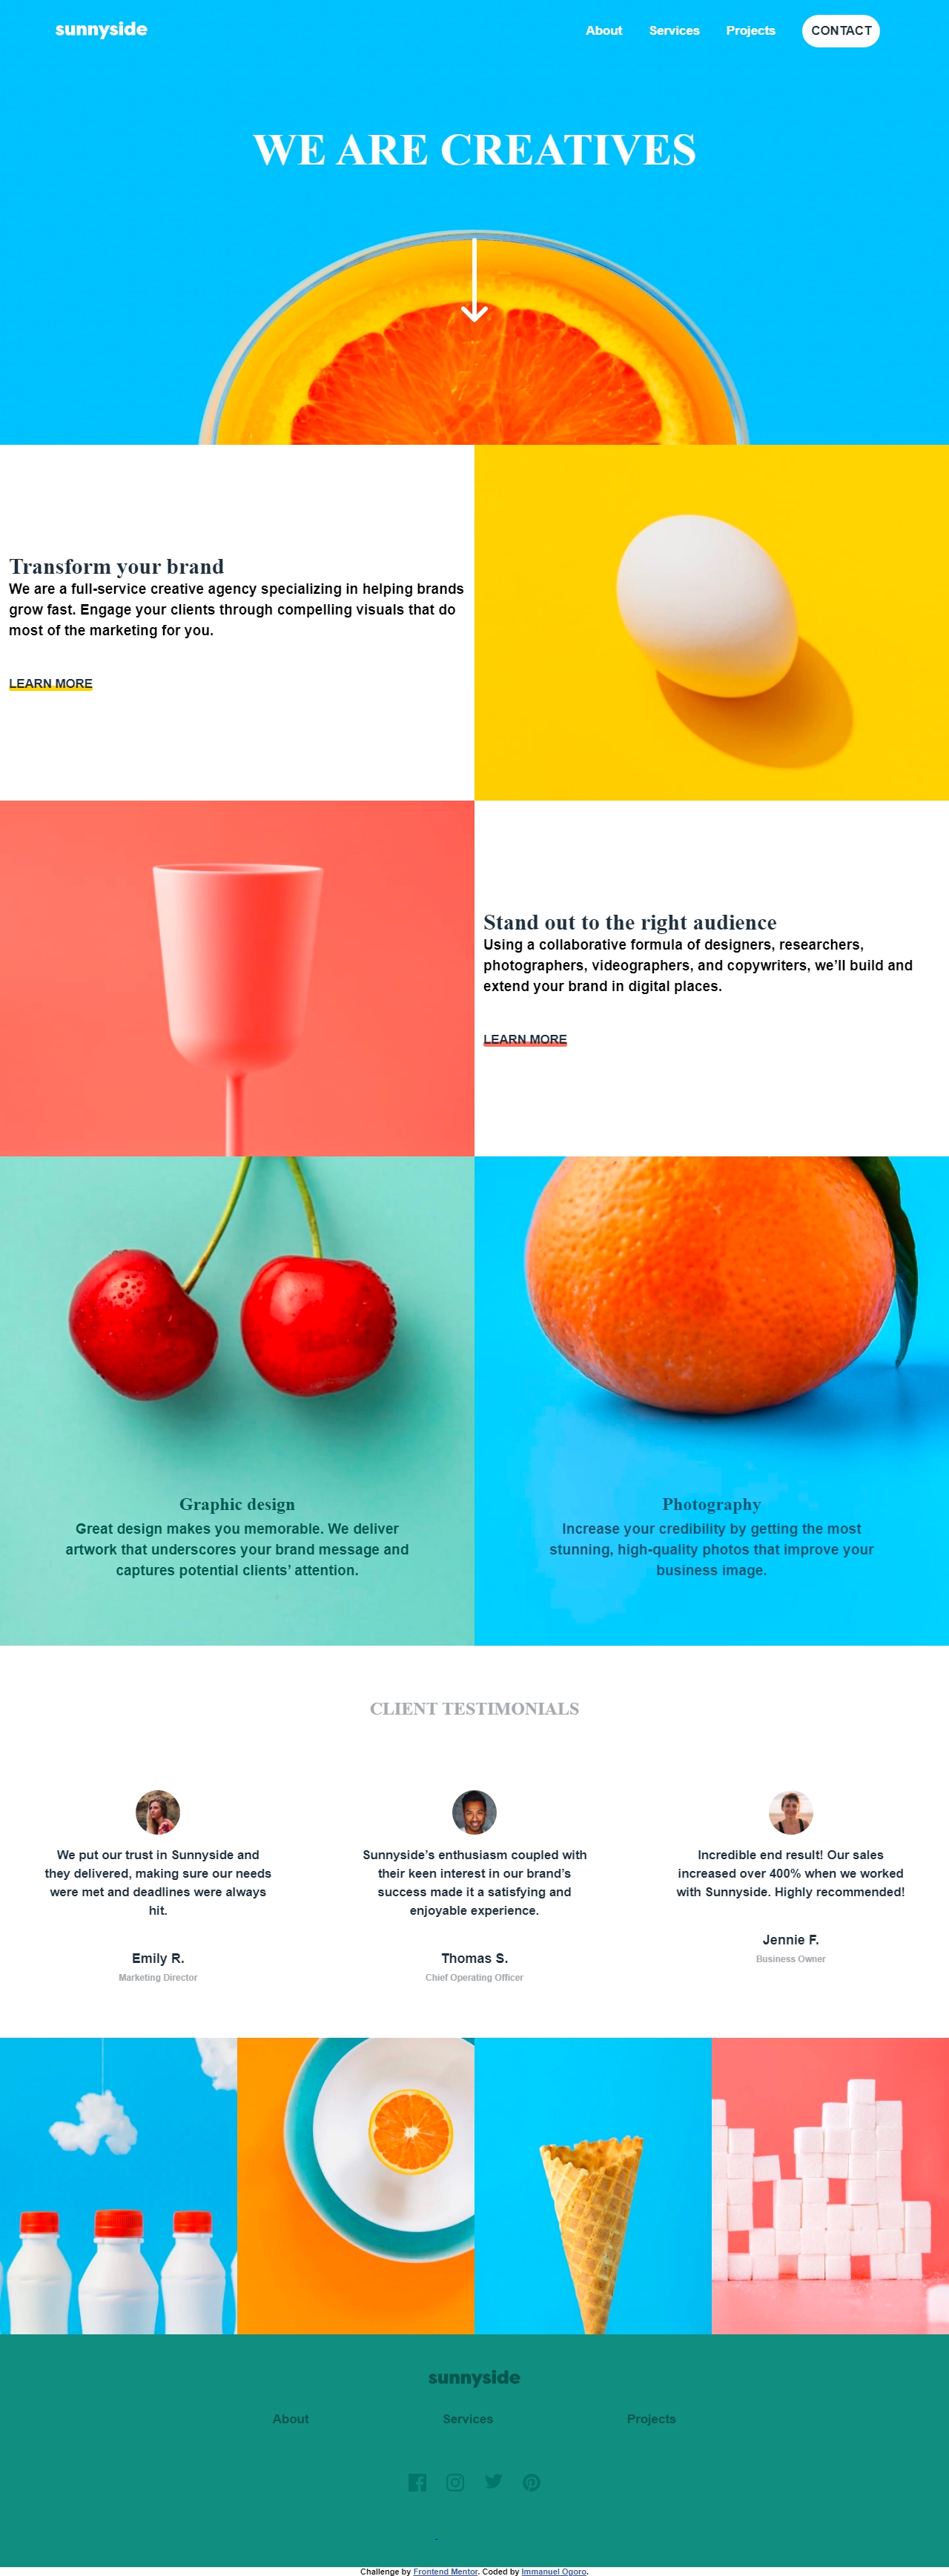 sunnyside
About Services Projects CONTACT
WE ARE CREATIVES
Transform your brand
We are a full-service creative agency specializing in helping brands
grow fast. Engage your clients through compelling visuals that do
most of the marketing for you.
LEARN MORE
Stand out to the right audience
Using a collaborative formula of designers, researchers,
photographers, videographers, and copywriters, we’ll build and
extend your brand in digital places.
LEARN MORE
Graphic design
Great design makes you memorable. We deliver
artwork that underscores your brand message and
captures potential clients’ attention.
Photography
Increase your credibility by getting the most
stunning, high-quality photos that improve your
business image.
CLIENT TESTIMONIALS
We put our trust in Sunnyside and
they delivered, making sure our needs
were met and deadlines were always
hit.
Emily R.
Marketing Director
Sunnyside’s enthusiasm coupled with
their keen interest in our brand’s
success made it a satisfying and
enjoyable experience.
Thomas S.
Chief Operating Officer
Incredible end result! Our sales
increased over 400% when we worked
with Sunnyside. Highly recommended!
Jennie F.
Business Owner
sunnyside
About Services Projects
Challenge by Frontend Mentor. Coded by Immanuel Ogoro.